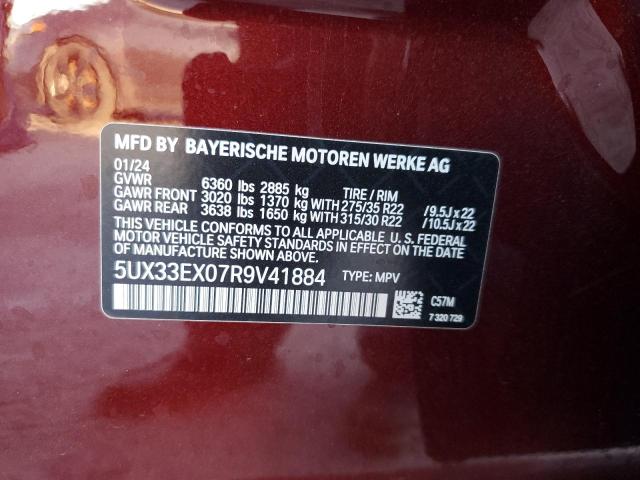 MFD BY BAYERISCHE MOTOREN WERKE AG
01/24
GVWR 6360 lbs 2885 kg TIRE / RIM
GAWR FRONT 3020 lbs 1370 kg WITH 275/35 R22 / 9.5J x 22
GAWR REAR 3638 lbs 1650 kg WITH 315/30 R22 / 10.5J x 22
THIS VEHICLE CONFORMS TO ALL APPLICABLE U. S. FEDERAL
MOTOR VEHICLE SAFETY STANDARDS IN EFFECT ON THE DATE
OF MANUFACTURE SHOWN ABOVE.
5UX33EX07R9V41884 TYPE: MPV
C57M
7 320 729